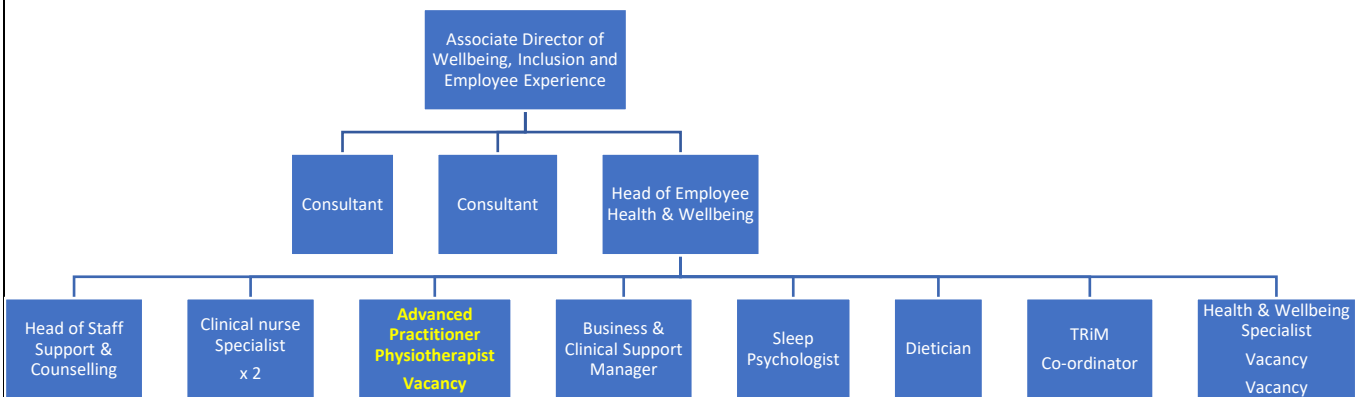 Associate Director of
Wellbeing, Inclusion and
Employee Experience
Consultant
Consultant
Head of Employee
Health & Wellbeing
Head of Staff
Support &
Counselling
Clinical nurse
Specialist
x 2
Advanced
Practitioner
Physiotherapist
Vacancy
Business &
Clinical Support
Manager
Sleep
Psychologist
Dietician
TRiM
Co-ordinator
Health & Wellbeing
Specialist
Vacancy
Vacancy